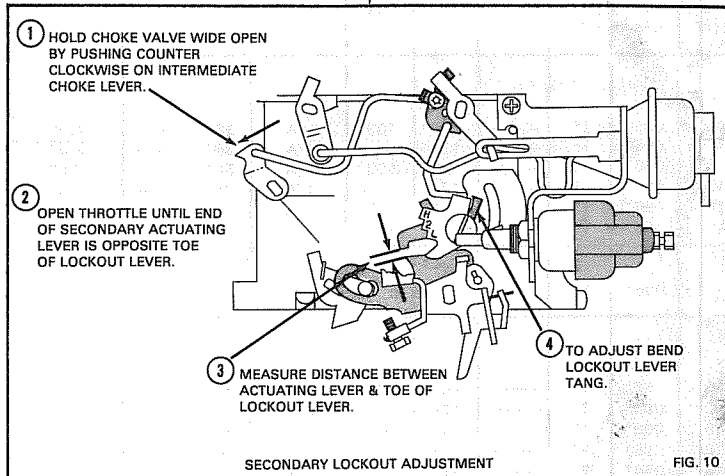 1 HOLD CHOKE VALVE WIDE OPEN
BY PUSHING COUNTER
CLOCKWISE ON INTERMEDIATE
CHOKE LEVER.
2 OPEN THROTTLE UNTIL END
OF SECONDARY ACTUATING
LEVER IS OPPOSITE TOE
OF LOCKOUT LEVER.
H
2
L
3 MEASURE DISTANCE BETWEEN
ACTUATING LEVER & TOE OF
LOCKOUT LEVER.
4 TO ADJUST BEND
LOCKOUT LEVER
TANG.
SECONDARY LOCKOUT ADJUSTMENT
FIG. 10